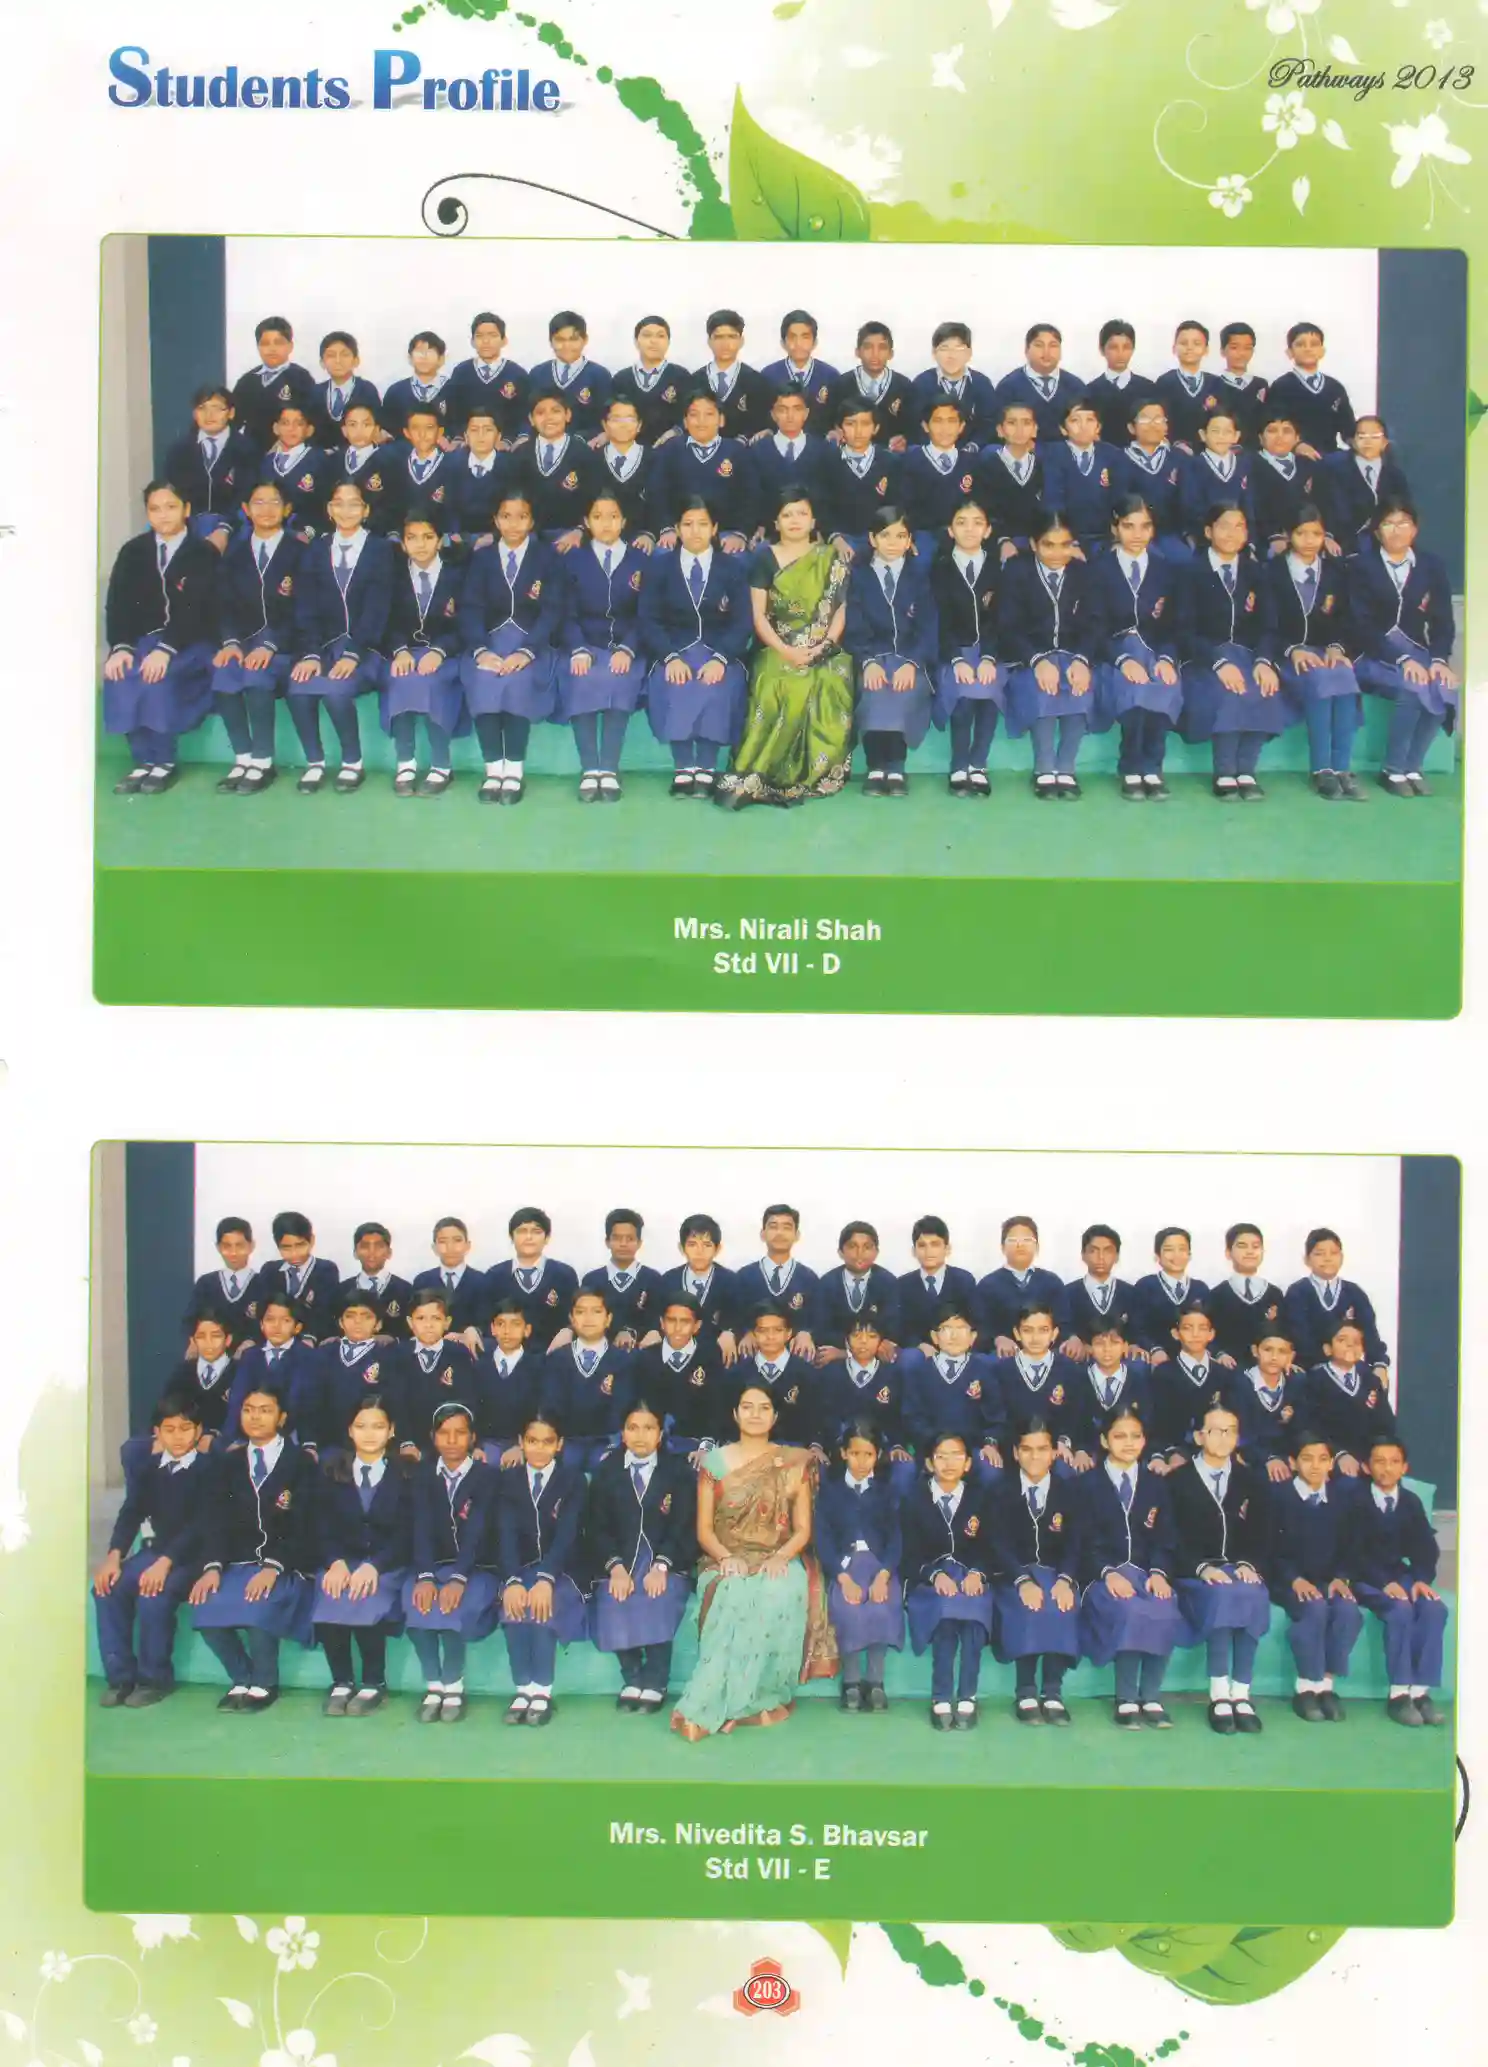 Students Profile
Pathways 2013
Mrs. Nirali Shah
Std VII - D
Mrs. Nivedita S. Bhavsar
Std VII - E
203